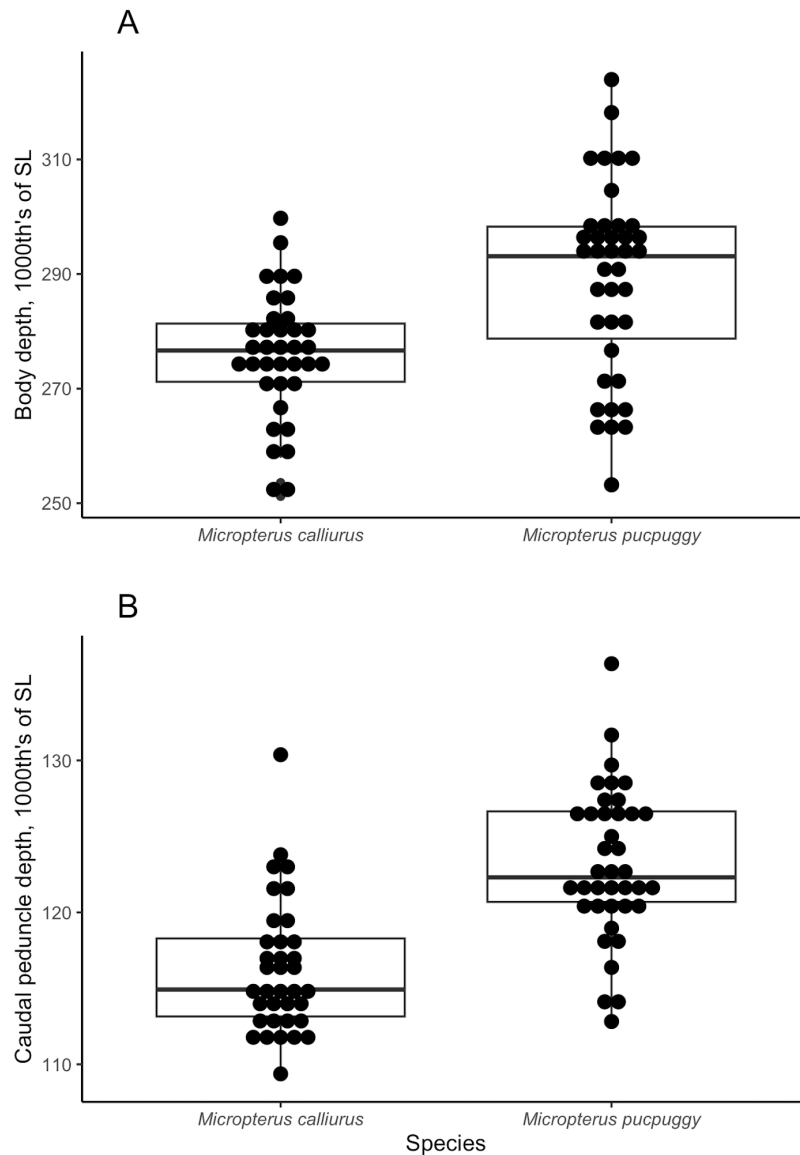 A
Body depth, 1000th's of SL
310
290
270
250
Micropterus calliurus
Micropterus pucpuggy
B
Caudal peduncle depth, 1000th's of SL
130
120
110
Micropterus calliurus
Micropterus pucpuggy
Species